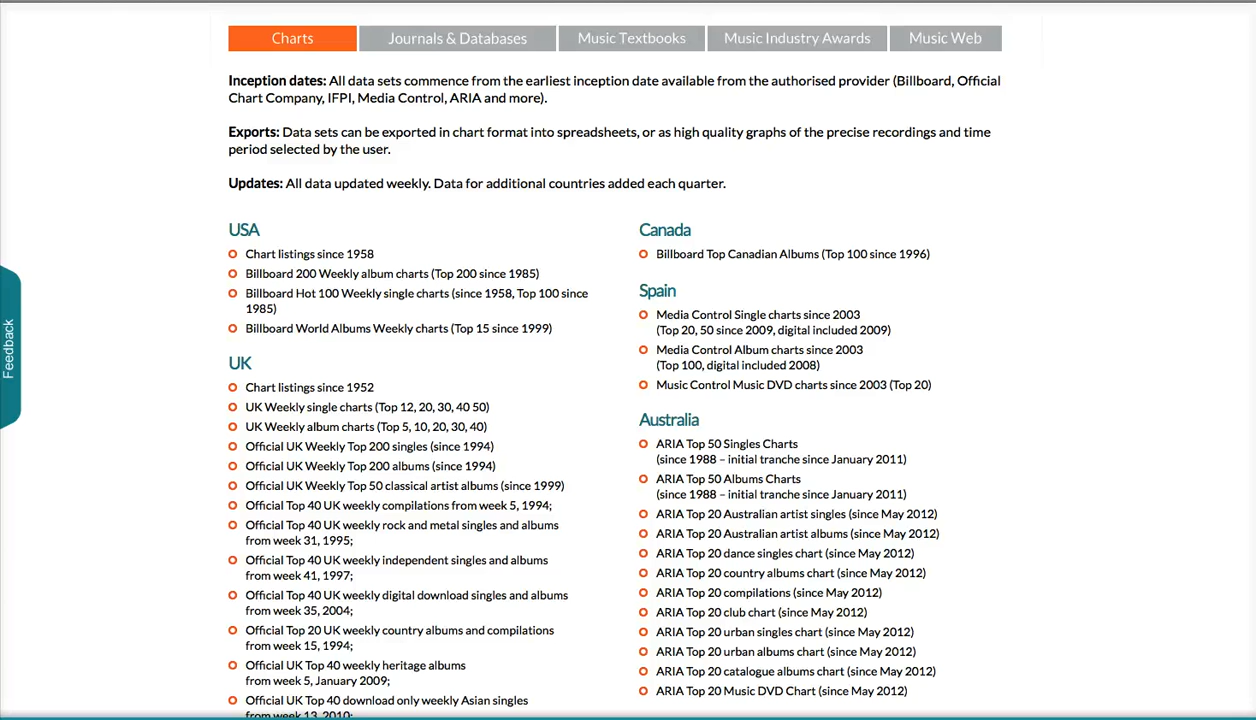 Charts
Journals & Databases
Music Textbooks
Music Industry Awards
Music Web
Inception dates: All data sets commence from the earliest inception date available from the authorised provider (Billboard, Official
Chart Company, IFPI, Media Control, ARIA and more).
Exports: Data sets can be exported in chart format into spreadsheets, or as high quality graphs of the precise recordings and time
period selected by the user.
Updates: All data updated weekly. Data for additional countries added each quarter.
USA
Chart listings since 1958
Billboard 200 Weekly album charts (Top 200 since 1985)
Billboard Hot 100 Weekly single charts (since 1958, Top 100 since
1985)
Billboard World Albums Weekly charts (Top 15 since 1999)
UK
Chart listings since 1952
UK Weekly single charts (Top 12, 20, 30, 40 50)
UK Weekly album charts (Top 5, 10, 20, 30, 40)
Official UK Weekly Top 200 singles (since 1994)
Official UK Weekly Top 200 albums (since 1994)
Official UK Weekly Top 50 classical artist albums (since 1999)
Official Top 40 UK weekly compilations from week 5, 1994;
Official Top 40 UK weekly rock and metal singles and albums
from week 31, 1995;
Official Top 40 UK weekly independent singles and albums
from week 41, 1997;
Official Top 40 UK weekly digital download singles and albums
from week 35, 2004;
Official Top 20 UK weekly country albums and compilations
from week 15, 1994;
Official UK Top 40 weekly heritage albums
from week 5, January 2009;
Official UK Top 40 download only weekly Asian singles
from week 13, 2010;
Canada
Billboard Top Canadian Albums (Top 100 since 1996)
Spain
Media Control Single charts since 2003
(Top 20, 50 since 2009, digital included 2009)
Media Control Album charts since 2003
(Top 100, digital included 2008)
Music Control Music DVD charts since 2003 (Top 20)
Australia
ARIA Top 50 Singles Charts
(since 1988 – initial tranche since January 2011)
ARIA Top 50 Albums Charts
(since 1988 – initial tranche since January 2011)
ARIA Top 20 Australian artist singles (since May 2012)
ARIA Top 20 Australian artist albums (since May 2012)
ARIA Top 20 dance singles chart (since May 2012)
ARIA Top 20 country albums chart (since May 2012)
ARIA Top 20 compilations (since May 2012)
ARIA Top 20 club chart (since May 2012)
ARIA Top 20 urban singles chart (since May 2012)
ARIA Top 20 urban albums chart (since May 2012)
ARIA Top 20 catalogue albums chart (since May 2012)
ARIA Top 20 Music DVD Chart (since May 2012)
Feedback